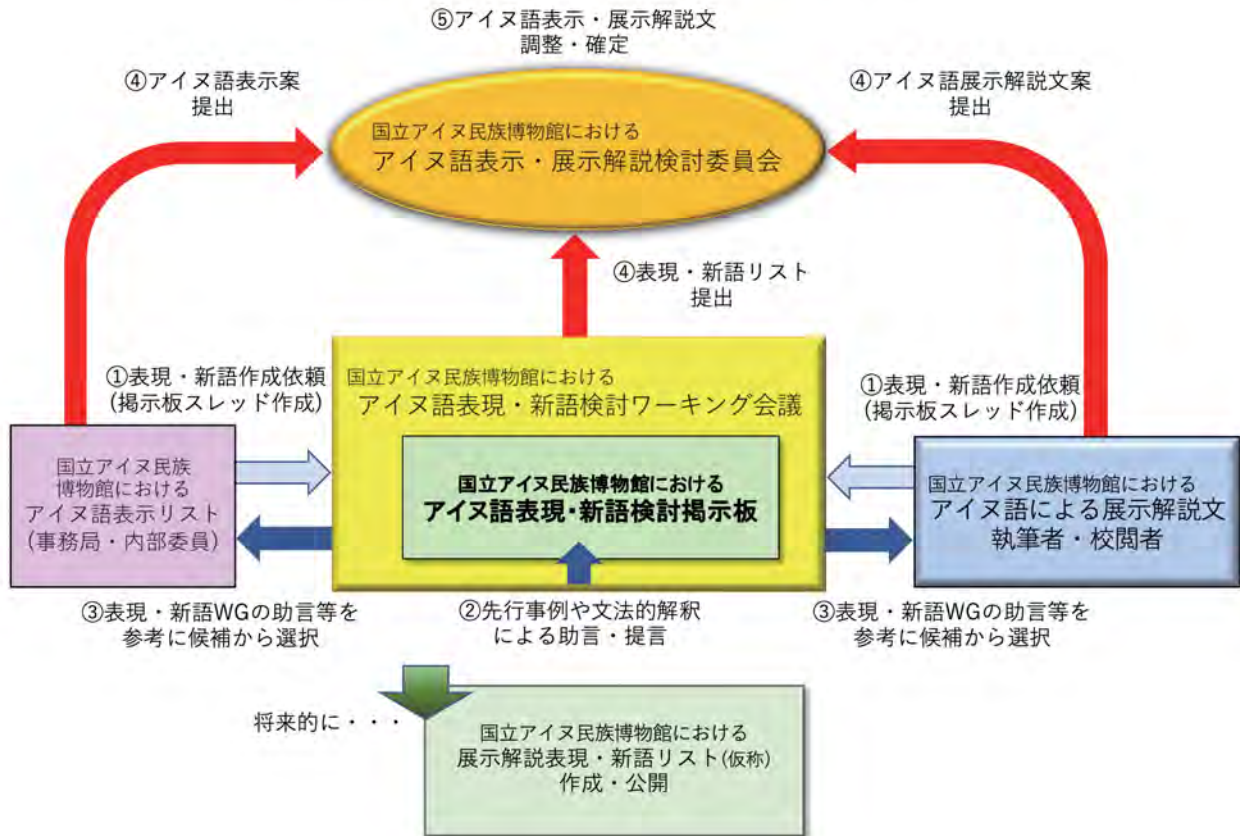 ⑤アイヌ語表示・展示解説文
調整・確定
④アイヌ語表示案
提出
④アイヌ語展示解説文案
提出
国立アイヌ民族博物館における
アイヌ語表示・展示解説検討委員会
④表現・新語リスト
提出
①表現・新語作成依頼
(掲示板スレッド作成)
国立アイヌ民族博物館における
アイヌ語表現・新語検討ワーキング会議
①表現・新語作成依頼
(掲示板スレッド作成)
国立アイヌ民族
博物館における
アイヌ語表示リスト
(事務局・内部委員)
国立アイヌ民族博物館における
アイヌ語表現・新語検討掲示板
国立アイヌ民族博物館における
アイヌ語による展示解説文
執筆者・校閲者
③表現・新語WGの助言等を
参考に候補から選択
②先行事例や文法的解釈
による助言・提言
③表現・新語WGの助言等を
参考に候補から選択
将来的に・・・
国立アイヌ民族博物館における
展示解説表現・新語リスト(仮称)
作成・公開